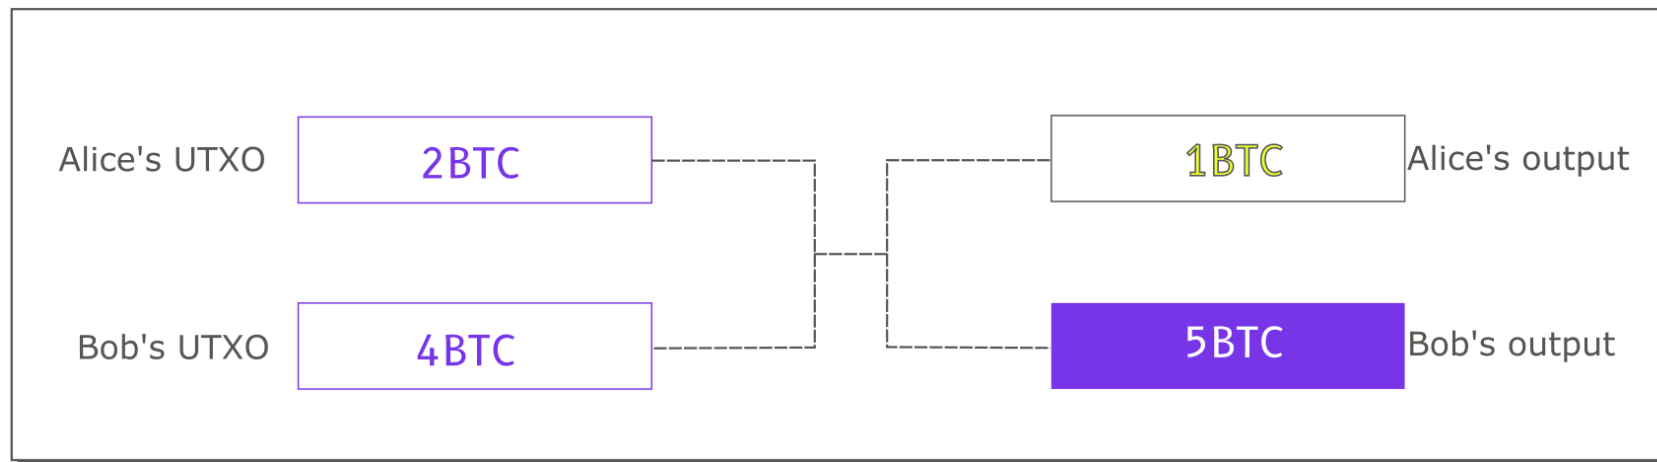 Alice's UTXO
2BTC
1BTC
Alice's output
Bob's UTXO
4BTC
5BTC
Bob's output